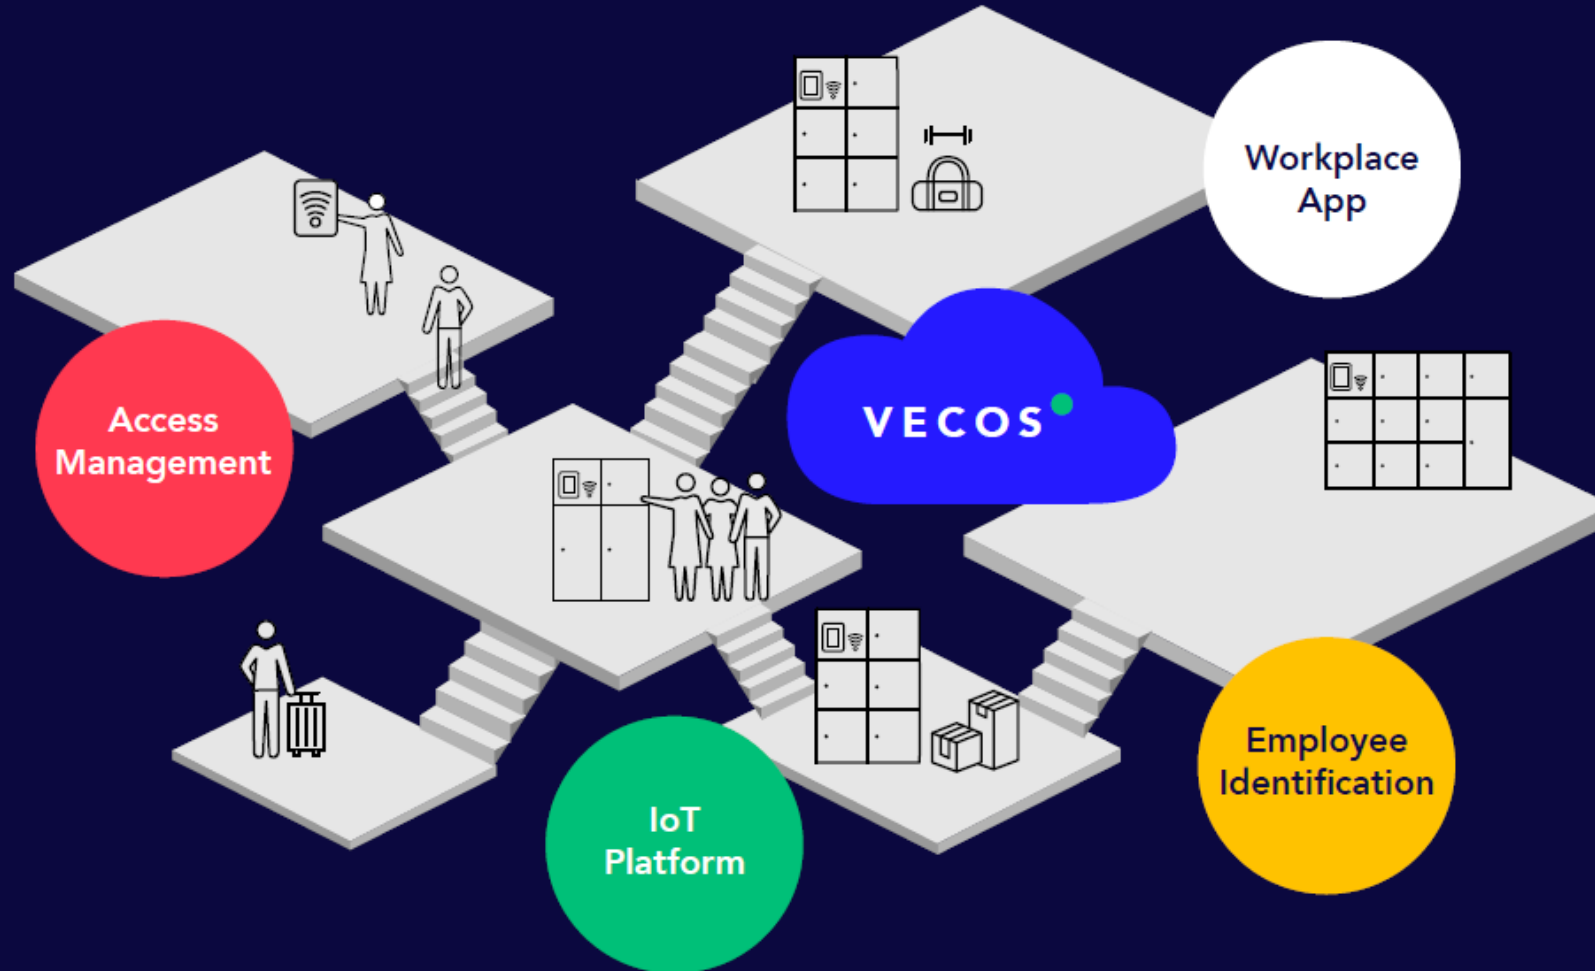 Workplace
App
Access
Management
VECOS
IoT
Platform
Employee
Identification